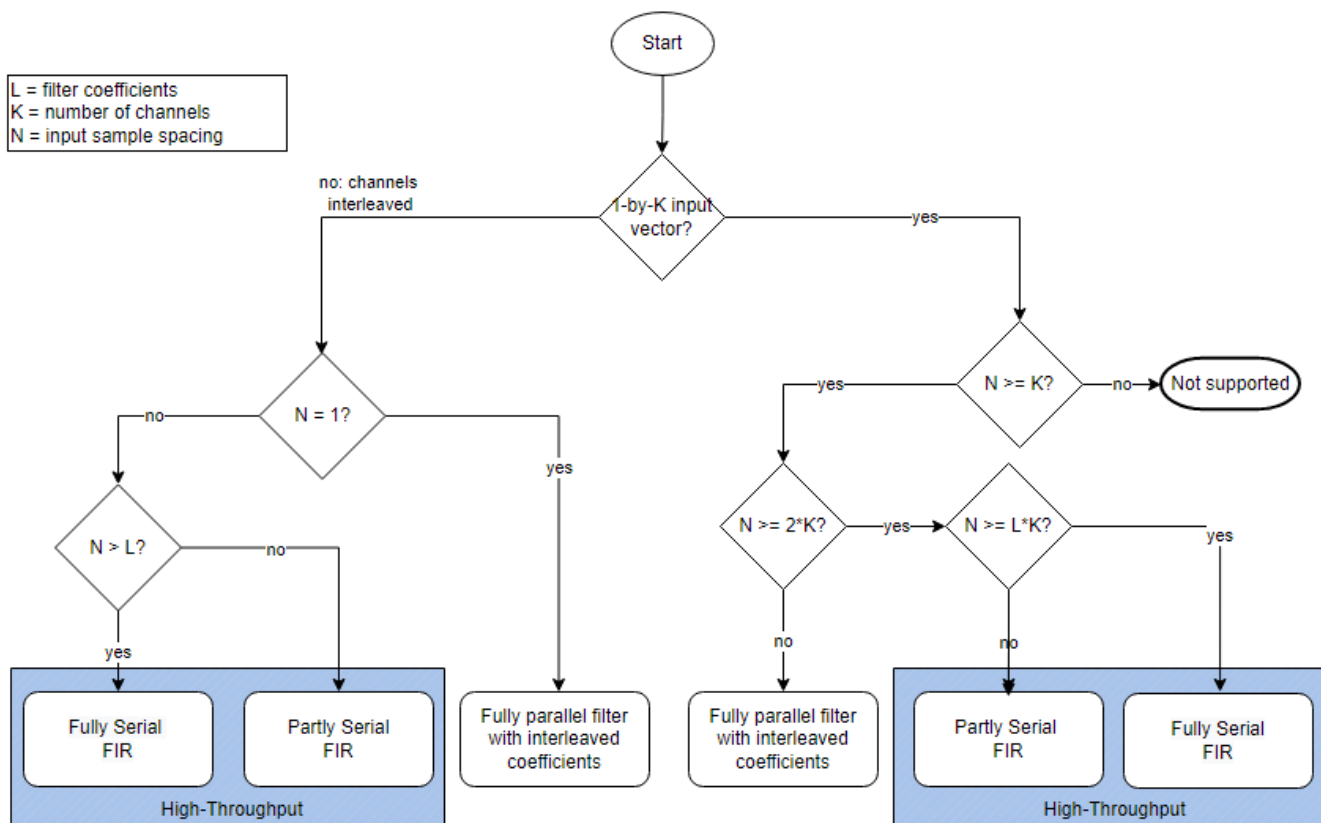 Start
L = filter coefficients
K = number of channels
N = input sample spacing
no: channels
interleaved
1-by-K input
vector?
yes
N >= K?
no
Not supported
yes
N = 1?
no
yes
N > L?
no
yes
N >= 2*K?
yes
N >= L*K?
yes
no
no
Fully Serial
FIR
Partly Serial
FIR
High-Throughput
Fully parallel filter
with interleaved
coefficients
Fully parallel filter
with interleaved
coefficients
Partly Serial
FIR
Fully Serial
FIR
High-Throughput